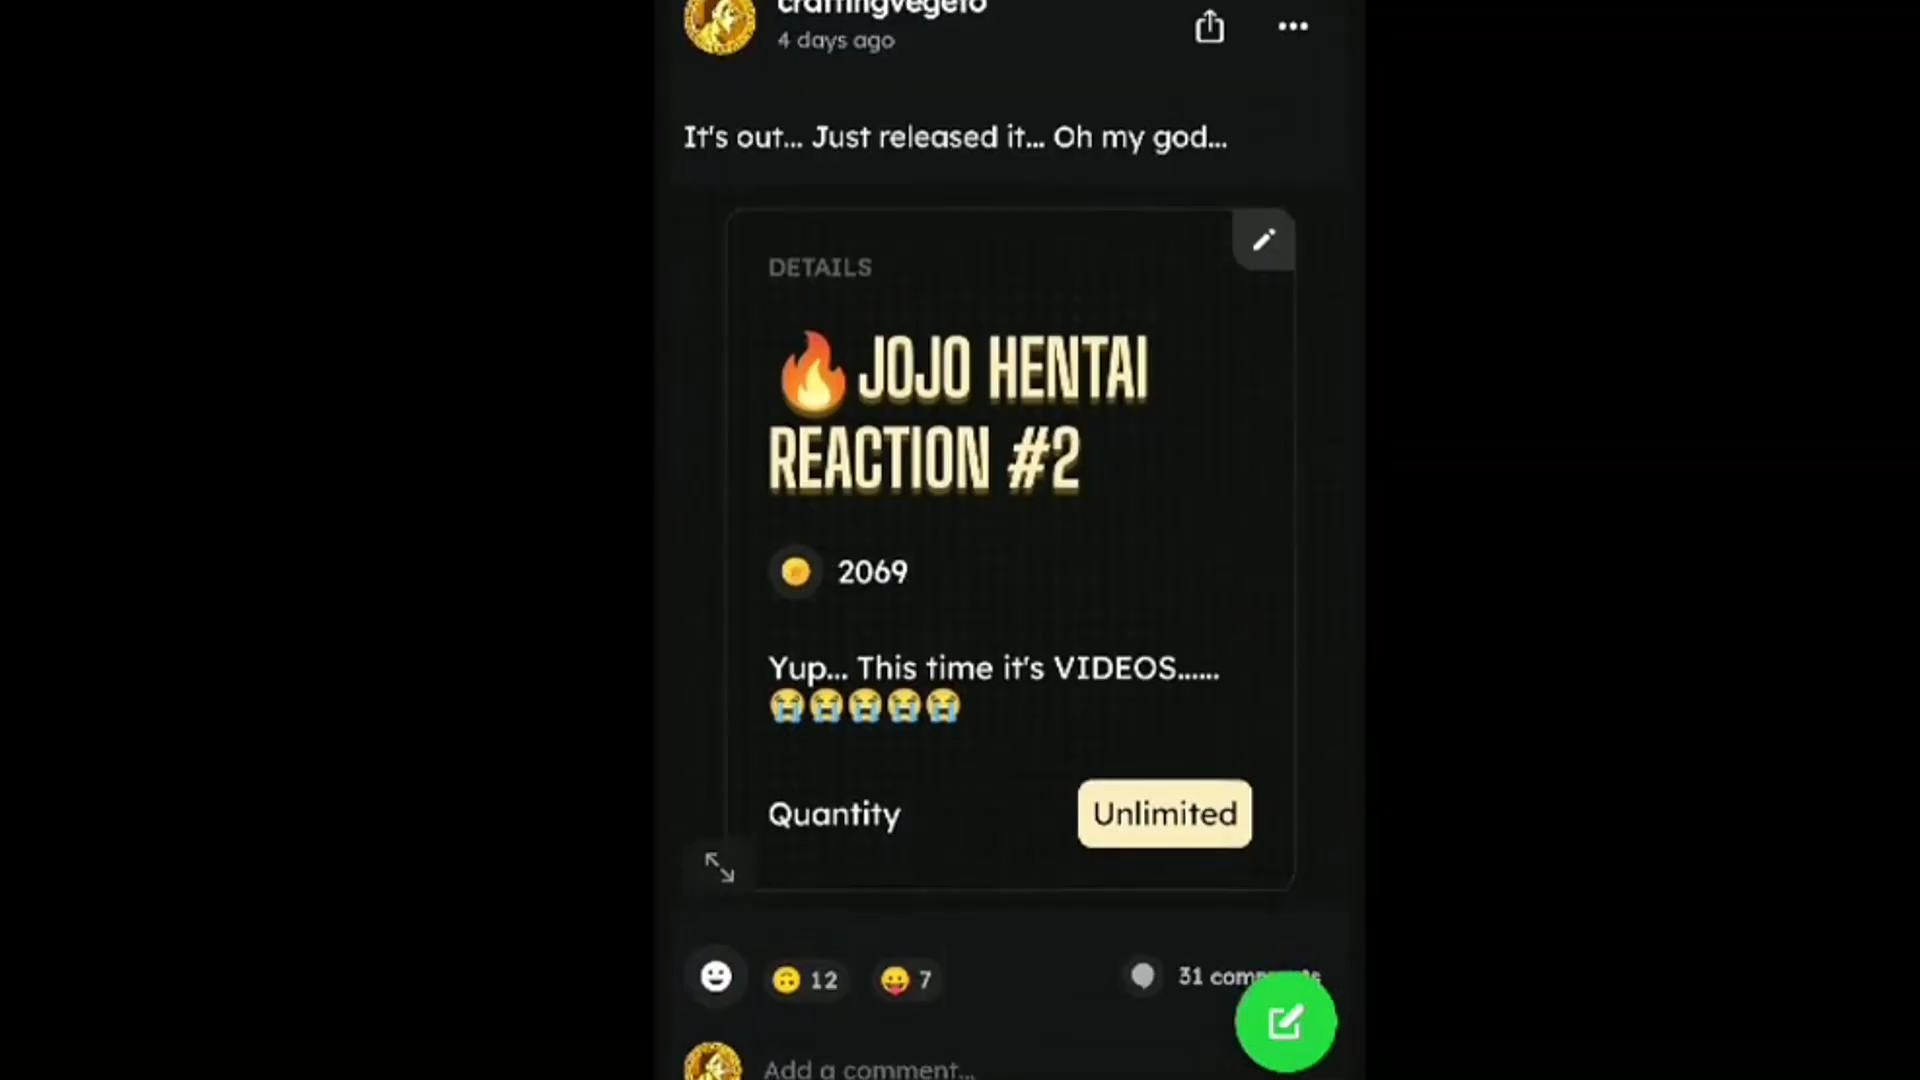 craftingvegeto
4 days ago
It's out... Just released it... Oh my god...
DETAILS
🔥JOJO HENTAI
REACTION #2
2069
Yup... This time it's VIDEOS......
😭😭😭😭😭
Quantity
Unlimited
🙃 12
😛 7
31 comments
Add a comment...